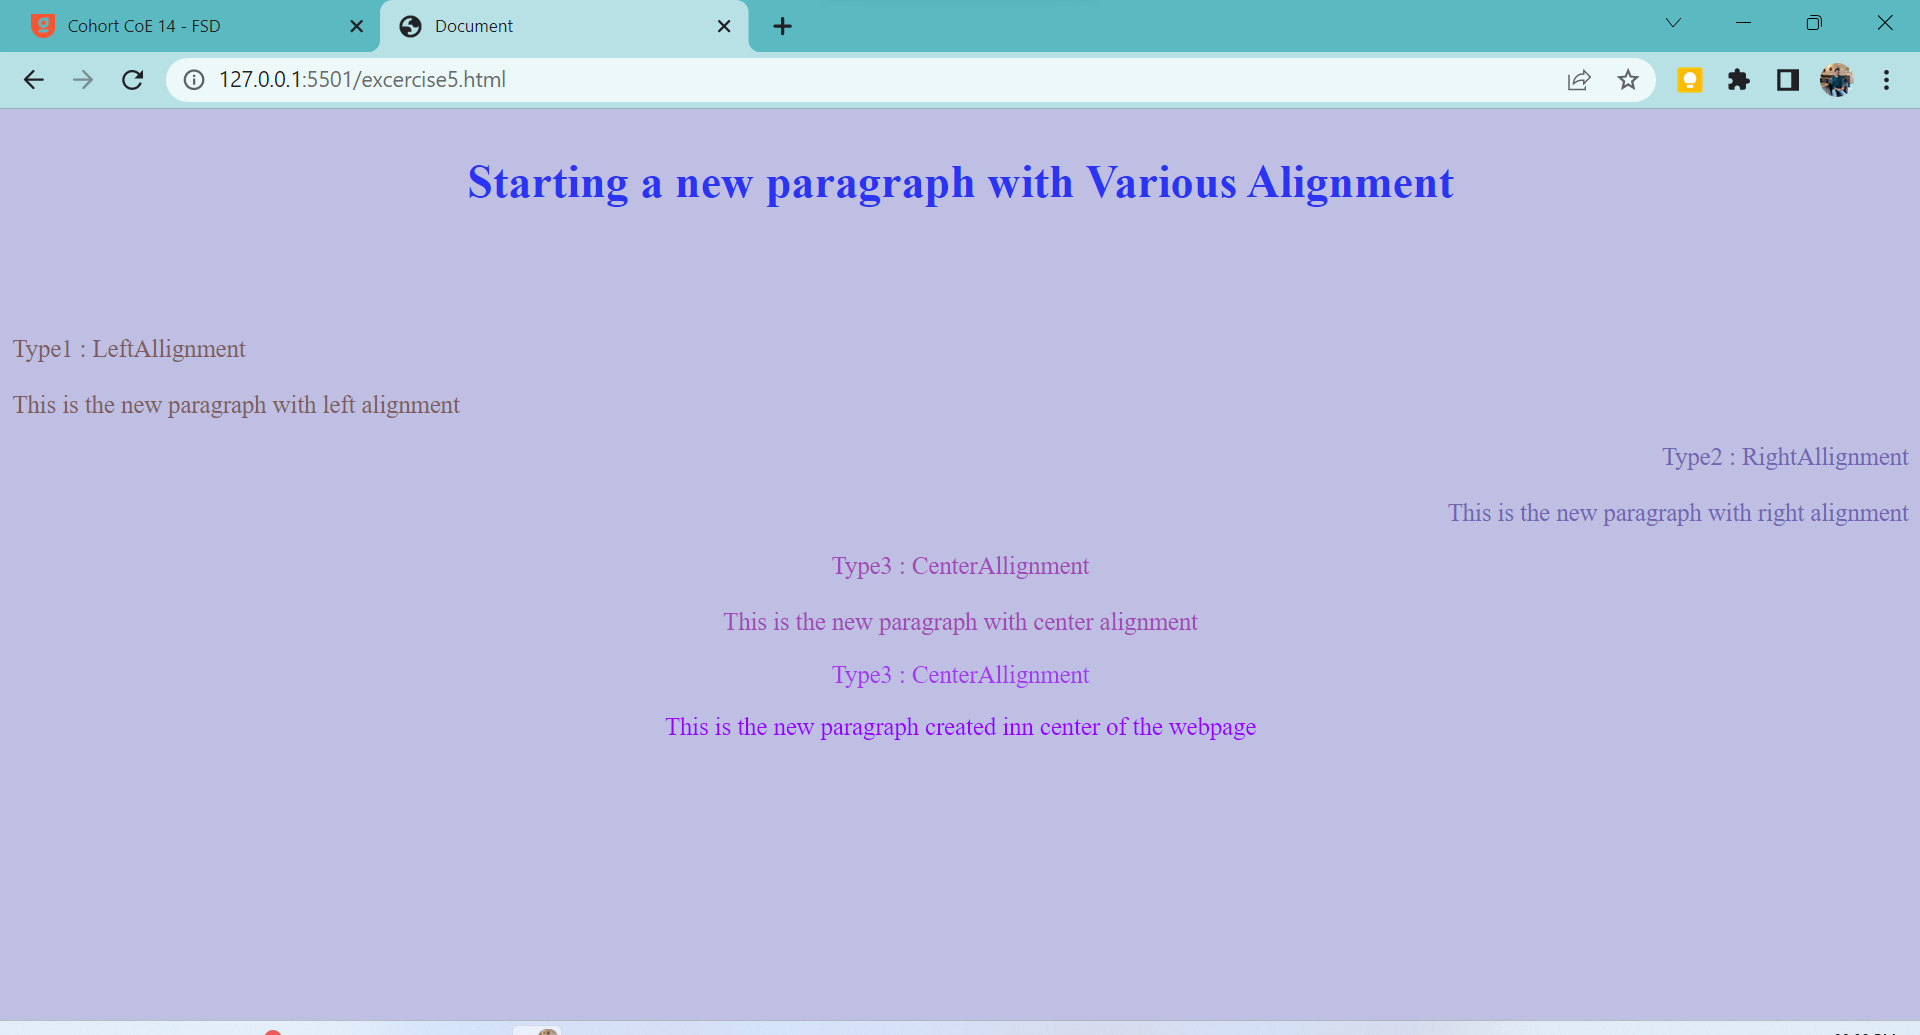 Cohort CoE 14 - FSD
Document
127.0.0.1:5501/excercise5.html
Starting a new paragraph with Various Alignment
Type1 : LeftAllignment
This is the new paragraph with left alignment
Type2 : RightAllignment
This is the new paragraph with right alignment
Type3 : CenterAllignment
This is the new paragraph with center alignment
Type3 : CenterAllignment
This is the new paragraph created inn center of the webpage